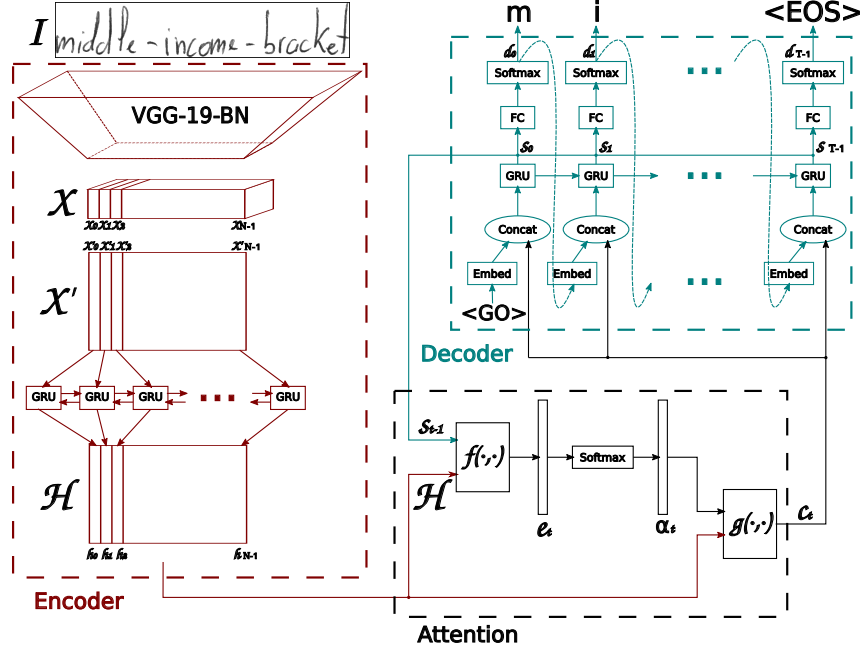 I middle-income-bracket
VGG-19-BN
X
x0 x1 x2 xN-1
x'0 x'1 x'2 x'N-1
X'
GRU GRU GRU ... GRU
H
h0 h1 h2 hN-1
Encoder
m i <EOS>
d0 d1 dT-1
Softmax Softmax ... Softmax
FC FC FC
s0 s1 sT-1
GRU GRU ... GRU
Concat Concat Concat
Embed Embed ... Embed
<GO>
Decoder
st-1
H
f(·,·)
Softmax
et
αt
g(·,·)
ct
Attention